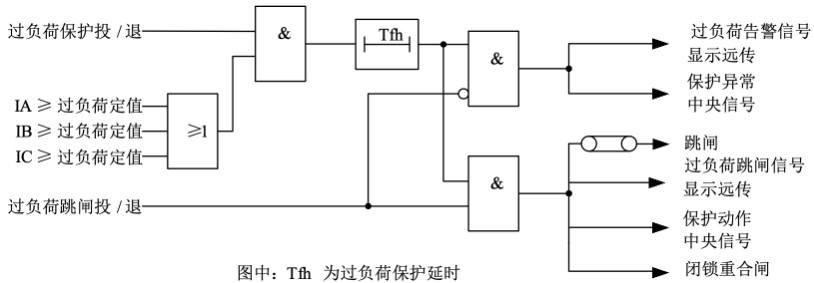 过负荷保护投 / 退
&
Tfh
过负荷告警信号
显示远传
&
保护异常
中央信号
IA ≥ 过负荷定值
IB ≥ 过负荷定值
IC ≥ 过负荷定值
≥1
跳闸
过负荷跳闸信号
显示远传
&
过负荷跳闸投 / 退
保护动作
中央信号
闭锁重合闸
图中：Tfh 为过负荷保护延时